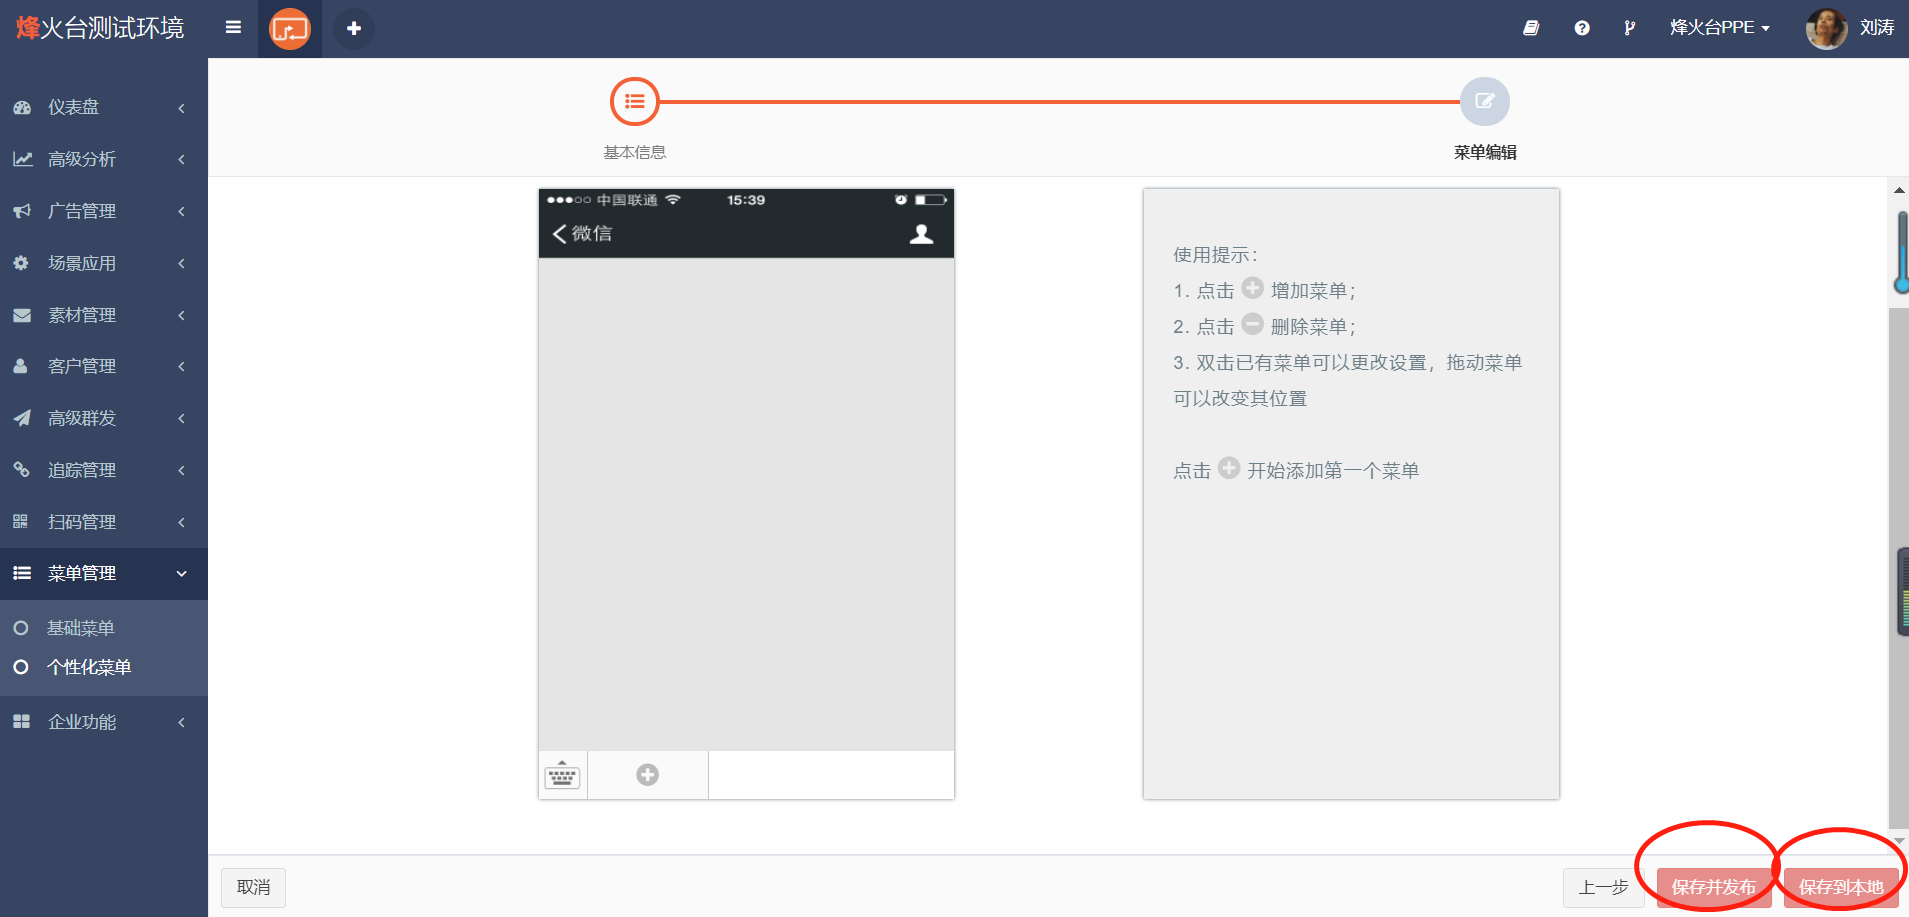 烽火台测试环境
烽火台PPE
刘涛
仪表盘
高级分析
广告管理
场景应用
素材管理
客户管理
高级群发
追踪管理
扫码管理
菜单管理
基础菜单
个性化菜单
企业功能
基本信息
菜单编辑
中国联通 15:39
微信
使用提示：
1. 点击 增加菜单；
2. 点击 删除菜单；
3. 双击已有菜单可以更改设置，拖动菜单
可以改变其位置
点击 开始添加第一个菜单
取消
上一步
保存并发布
保存到本地